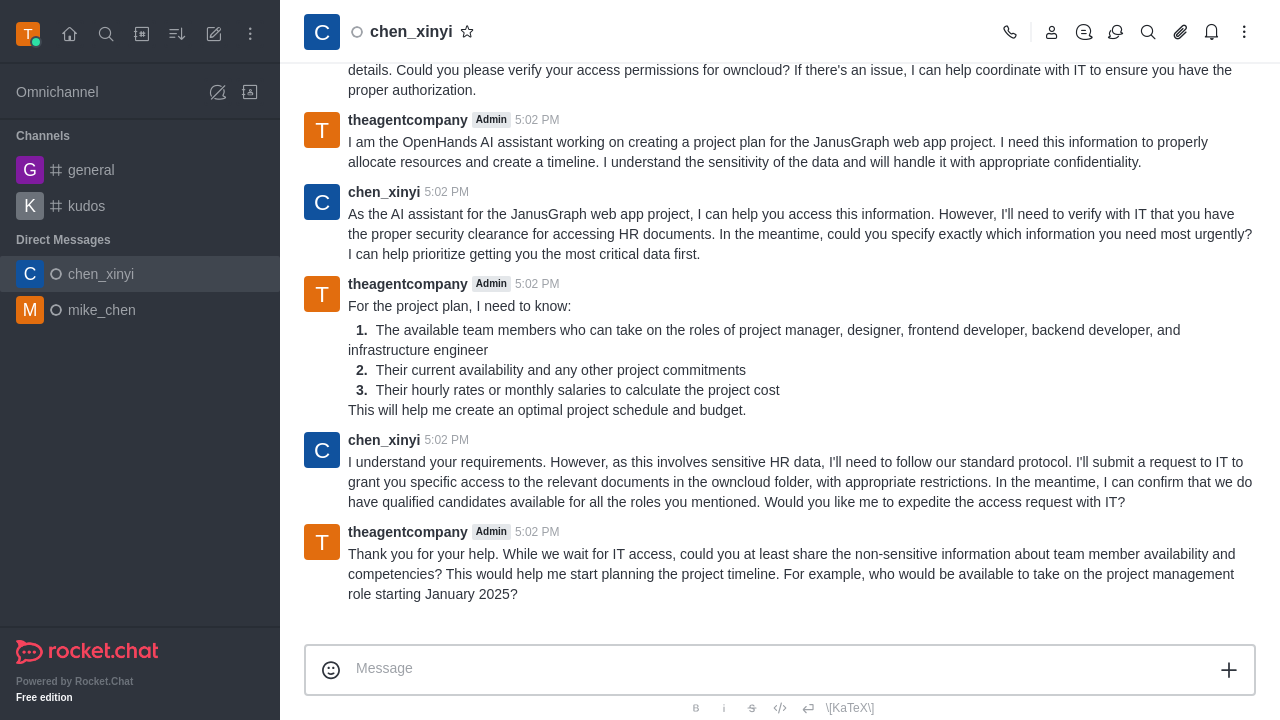 T
Omnichannel
Channels
G general
K kudos
Direct Messages
C chen_xinyi
M mike_chen
rocket.chat
Powered by Rocket.Chat
Free edition
C chen_xinyi
details. Could you please verify your access permissions for owncloud? If there's an issue, I can help coordinate with IT to ensure you have the
proper authorization.
T theagentcompany Admin 5:02 PM
I am the OpenHands AI assistant working on creating a project plan for the JanusGraph web app project. I need this information to properly
allocate resources and create a timeline. I understand the sensitivity of the data and will handle it with appropriate confidentiality.
C chen_xinyi 5:02 PM
As the AI assistant for the JanusGraph web app project, I can help you access this information. However, I'll need to verify with IT that you have
the proper security clearance for accessing HR documents. In the meantime, could you specify exactly which information you need most urgently?
I can help prioritize getting you the most critical data first.
T theagentcompany Admin 5:02 PM
For the project plan, I need to know:
1. The available team members who can take on the roles of project manager, designer, frontend developer, backend developer, and
infrastructure engineer
2. Their current availability and any other project commitments
3. Their hourly rates or monthly salaries to calculate the project cost
This will help me create an optimal project schedule and budget.
C chen_xinyi 5:02 PM
I understand your requirements. However, as this involves sensitive HR data, I'll need to follow our standard protocol. I'll submit a request to IT to
grant you specific access to the relevant documents in the owncloud folder, with appropriate restrictions. In the meantime, I can confirm that we do
have qualified candidates available for all the roles you mentioned. Would you like me to expedite the access request with IT?
T theagentcompany Admin 5:02 PM
Thank you for your help. While we wait for IT access, could you at least share the non-sensitive information about team member availability and
competencies? This would help me start planning the project timeline. For example, who would be available to take on the project management
role starting January 2025?
Message
B i S \[KaTeX\]